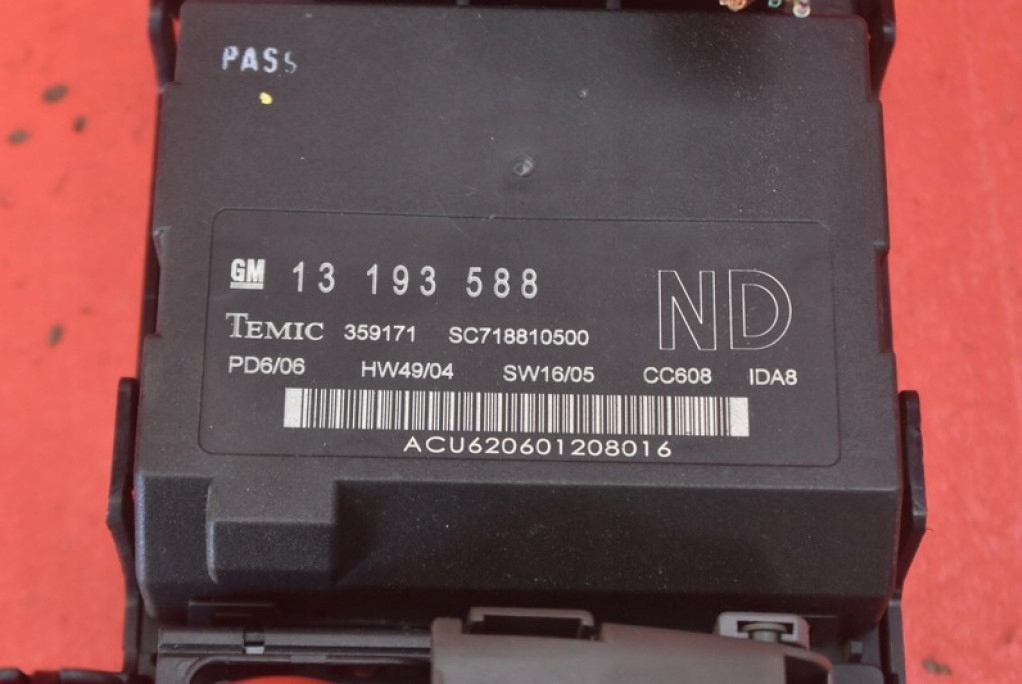 PASS
GM 13 193 588
ND
TEMIC 359171 SC718810500
PD6/06 HW49/04 SW16/05 CC608 IDA8
ACU620601208016